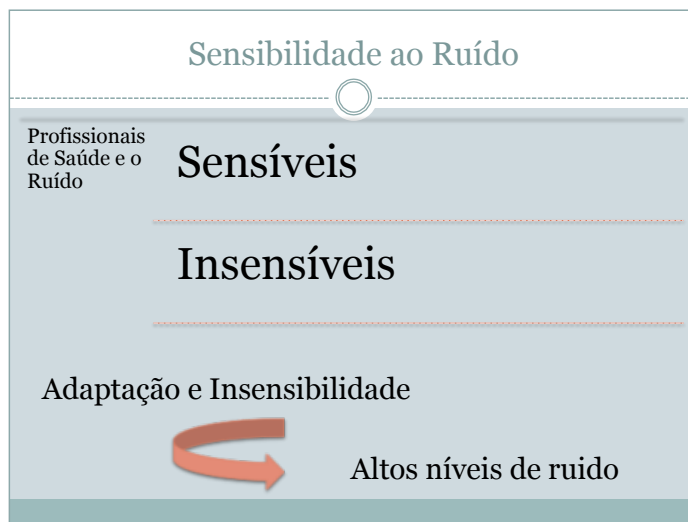 Sensibilidade ao Ruído
Profissionais
de Saúde e o
Ruído
Sensíveis
Insensíveis
Adaptação e Insensibilidade
Altos níveis de ruido